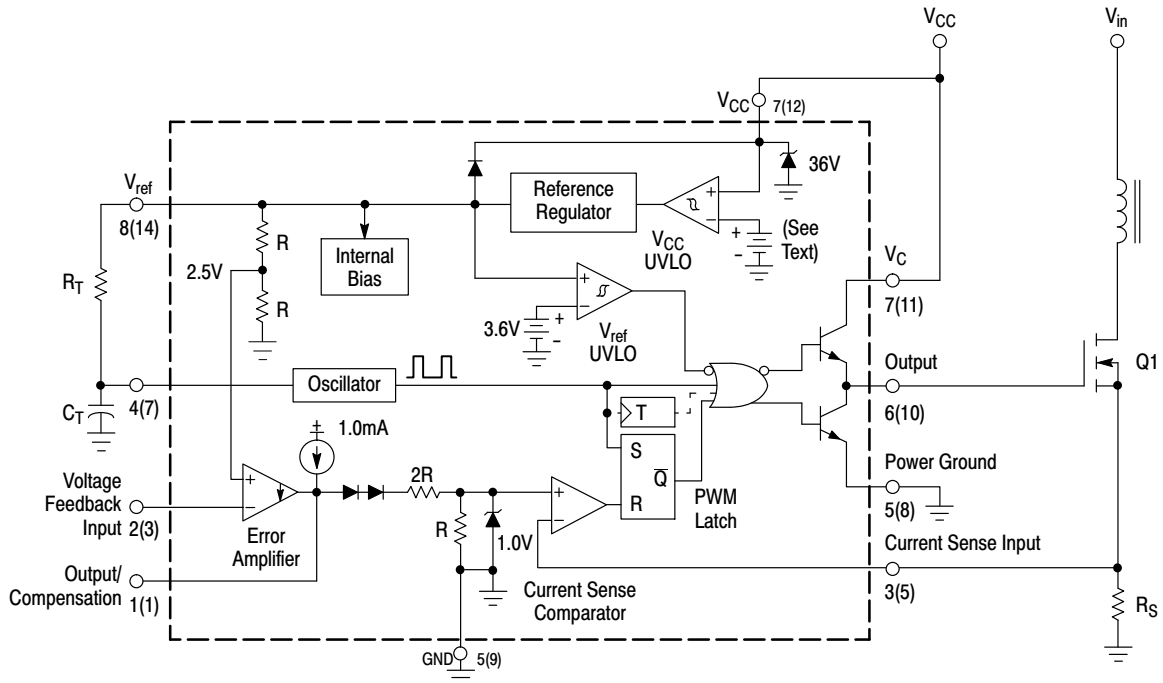 VCC
Vin
VCC 7(12)
36V
Vref
8(14)
Reference
Regulator
+
−
+
-
(See
Text)
VCC
UVLO
R
Internal
Bias
2.5V
RT
R
+
−
3.6V
+
-
Vref
UVLO
VC
7(11)
Output
6(10)
Q1
Oscillator
4(7)
CT
T
1.0mA
S
Q
R
PWM
Latch
Power Ground
5(8)
Voltage
Feedback
Input 2(3)
+
−
Error
Amplifier
2R
R
1.0V
+
−
Current Sense
Comparator
Current Sense Input
3(5)
RS
Output/
Compensation 1(1)
GND 5(9)